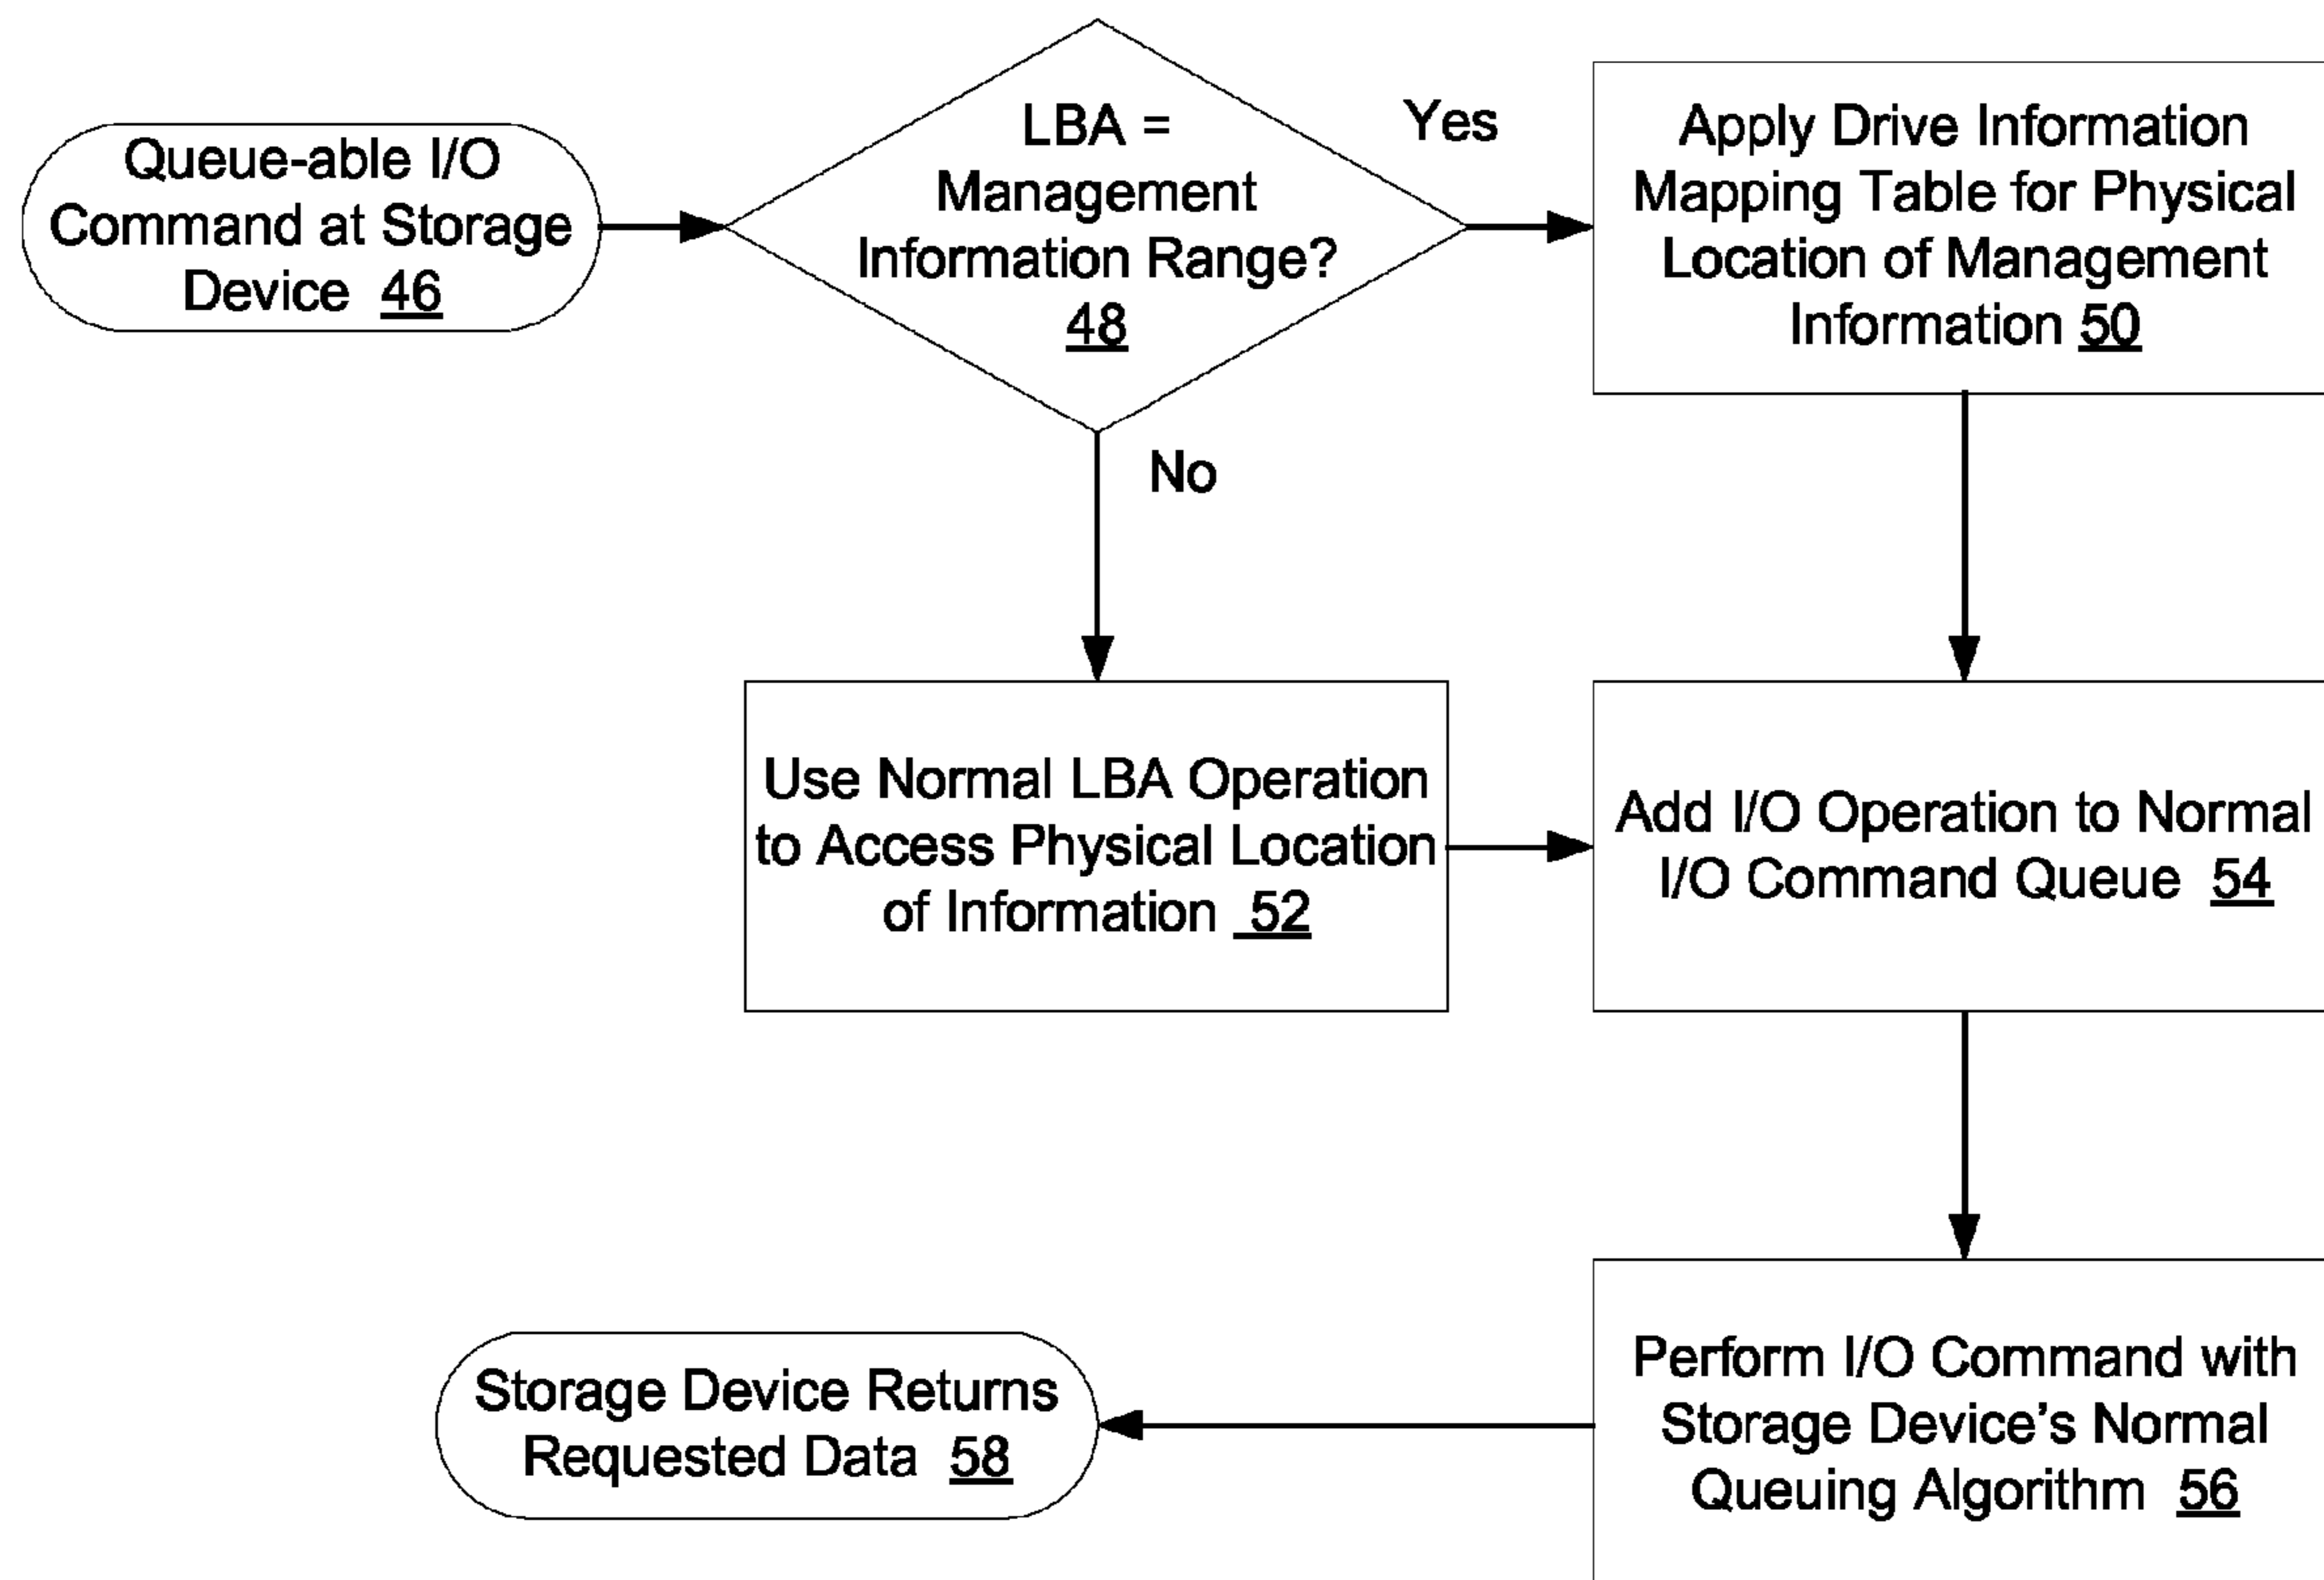 Queue-able I/O
Command at Storage
Device 46
LBA =
Management
Information Range?
48
Yes
Apply Drive Information
Mapping Table for Physical
Location of Management
Information 50
No
Use Normal LBA Operation
to Access Physical Location
of Information 52
Add I/O Operation to Normal
I/O Command Queue 54
Perform I/O Command with
Storage Device's Normal
Queuing Algorithm 56
Storage Device Returns
Requested Data 58